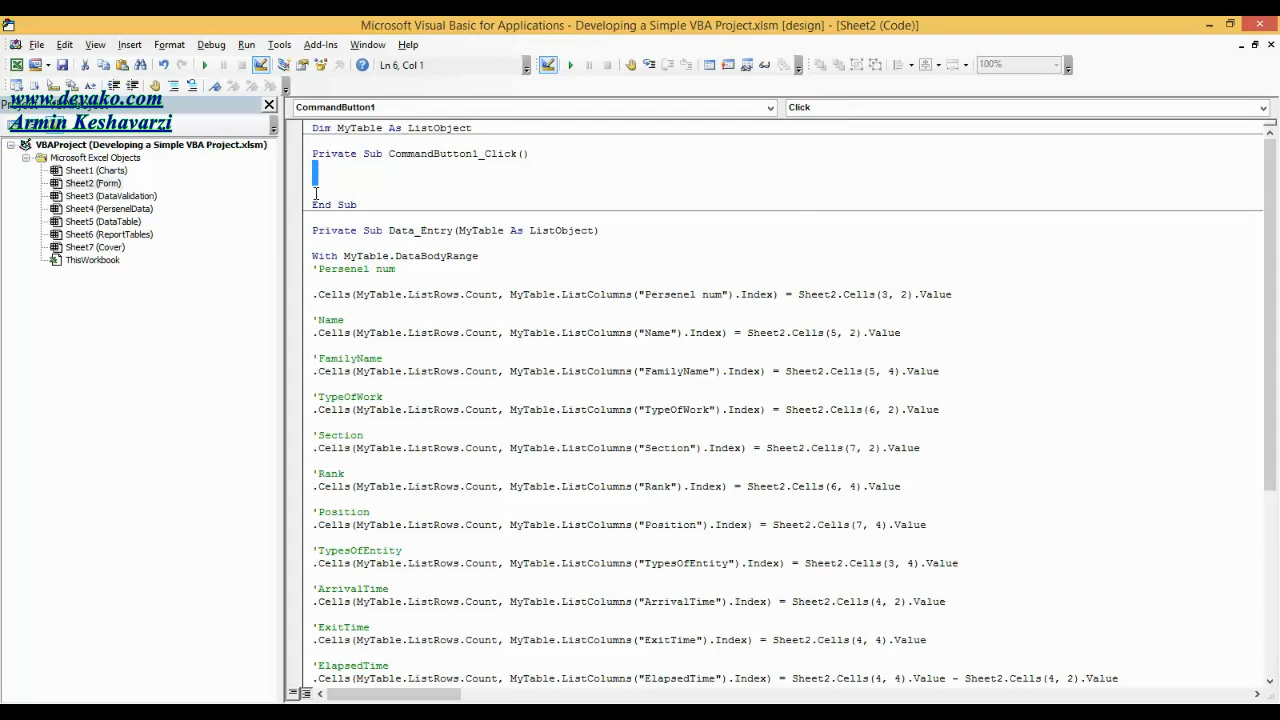 Microsoft Visual Basic for Applications - Developing a Simple VBA Project.xlsm [design] - [Sheet2 (Code)]
File Edit View Insert Format Debug Run Tools Add-Ins Window Help
Ln 6, Col 1
100%
www.deyako.com
Armin Keshavarzi
CommandButton1 Click
VBAProject (Developing a Simple VBA Project.xlsm)
Microsoft Excel Objects
Sheet1 (Charts)
Sheet2 (Form)
Sheet3 (DataValidation)
Sheet4 (PersenelData)
Sheet5 (DataTable)
Sheet6 (ReportTables)
Sheet7 (Cover)
ThisWorkbook
Dim MyTable As ListObject
Private Sub CommandButton1_Click()
End Sub
Private Sub Data_Entry(MyTable As ListObject)
With MyTable.DataBodyRange
'Persenel num
.Cells(MyTable.ListRows.Count, MyTable.ListColumns("Persenel num").Index) = Sheet2.Cells(3, 2).Value
'Name
.Cells(MyTable.ListRows.Count, MyTable.ListColumns("Name").Index) = Sheet2.Cells(5, 2).Value
'FamilyName
.Cells(MyTable.ListRows.Count, MyTable.ListColumns("FamilyName").Index) = Sheet2.Cells(5, 4).Value
'TypeOfWork
.Cells(MyTable.ListRows.Count, MyTable.ListColumns("TypeOfWork").Index) = Sheet2.Cells(6, 2).Value
'Section
.Cells(MyTable.ListRows.Count, MyTable.ListColumns("Section").Index) = Sheet2.Cells(7, 2).Value
'Rank
.Cells(MyTable.ListRows.Count, MyTable.ListColumns("Rank").Index) = Sheet2.Cells(6, 4).Value
'Position
.Cells(MyTable.ListRows.Count, MyTable.ListColumns("Position").Index) = Sheet2.Cells(7, 4).Value
'TypesOfEntity
.Cells(MyTable.ListRows.Count, MyTable.ListColumns("TypesOfEntity").Index) = Sheet2.Cells(3, 4).Value
'ArrivalTime
.Cells(MyTable.ListRows.Count, MyTable.ListColumns("ArrivalTime").Index) = Sheet2.Cells(4, 2).Value
'ExitTime
.Cells(MyTable.ListRows.Count, MyTable.ListColumns("ExitTime").Index) = Sheet2.Cells(4, 4).Value
'ElapsedTime
.Cells(MyTable.ListRows.Count, MyTable.ListColumns("ElapsedTime").Index) = Sheet2.Cells(4, 4).Value - Sheet2.Cells(4, 2).Value